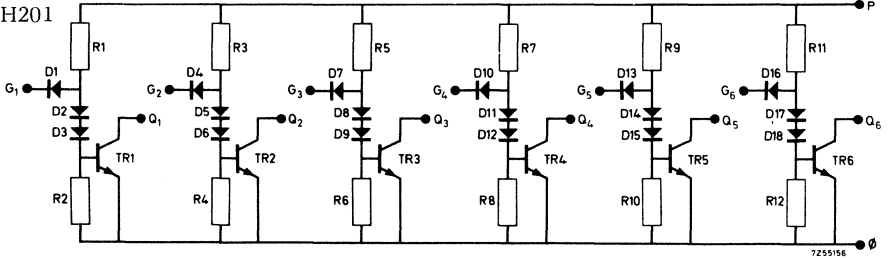 H201
P
R1 R3 R5 R7 R9 R11
D1 D4 D7 D10 D13 D16
G1 G2 G3 G4 G5 G6
D2 D5 D8 D11 D14 D17
Q1 Q2 Q3 Q4 Q5 Q6
D3 D6 D9 D12 D15 D18
TR1 TR2 TR3 TR4 TR5 TR6
R2 R4 R6 R8 R10 R12
Ø
7Z55156